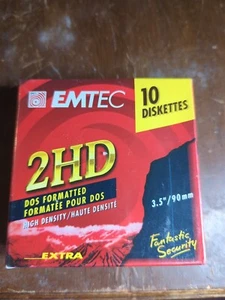 EMTEC
10
DISKETTES
2HD
DOS FORMATTED
FORMATÉE POUR DOS
HIGH DENSITY/HAUTE DENSITÉ
3.5"/90mm
EXTRA
Fantastic
Security